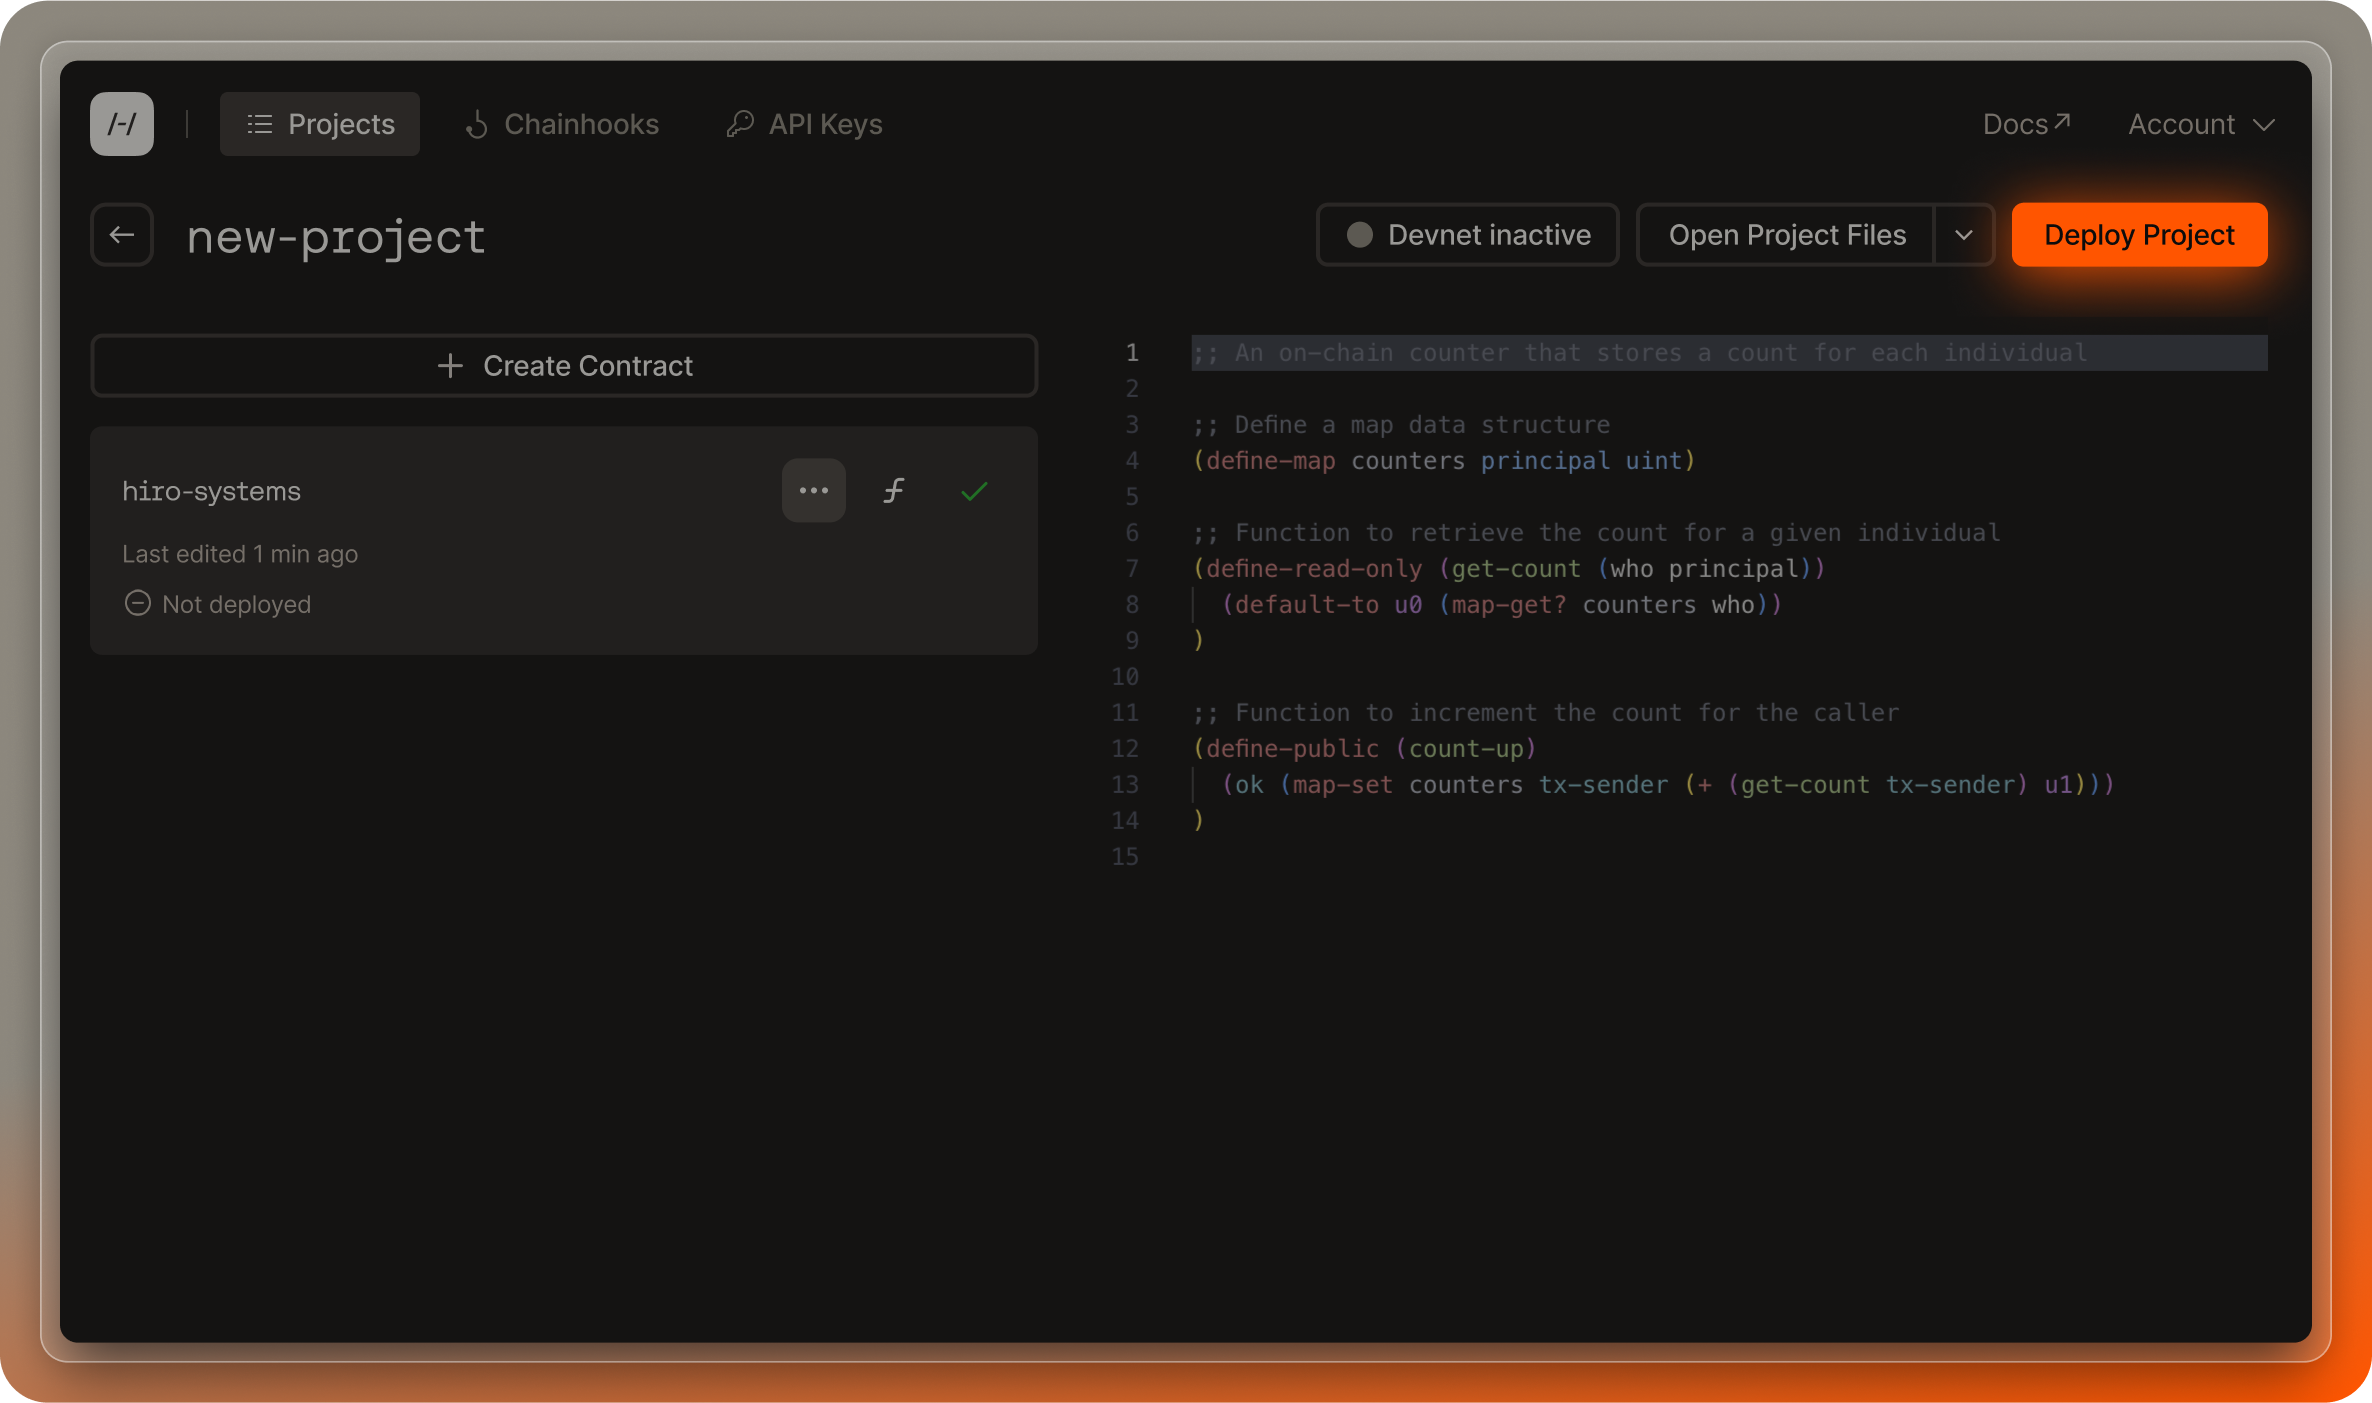 /-/
Projects
Chainhooks
API Keys
Docs
Account
new-project
Devnet inactive
Open Project Files
Deploy Project
Create Contract
hiro-systems
Last edited 1 min ago
Not deployed
1 ;; An on-chain counter that stores a count for each individual
2
3 ;; Define a map data structure
4 (define-map counters principal uint)
5
6 ;; Function to retrieve the count for a given individual
7 (define-read-only (get-count (who principal))
8   (default-to u0 (map-get? counters who))
9 )
10
11 ;; Function to increment the count for the caller
12 (define-public (count-up)
13   (ok (map-set counters tx-sender (+ (get-count tx-sender) u1)))
14 )
15